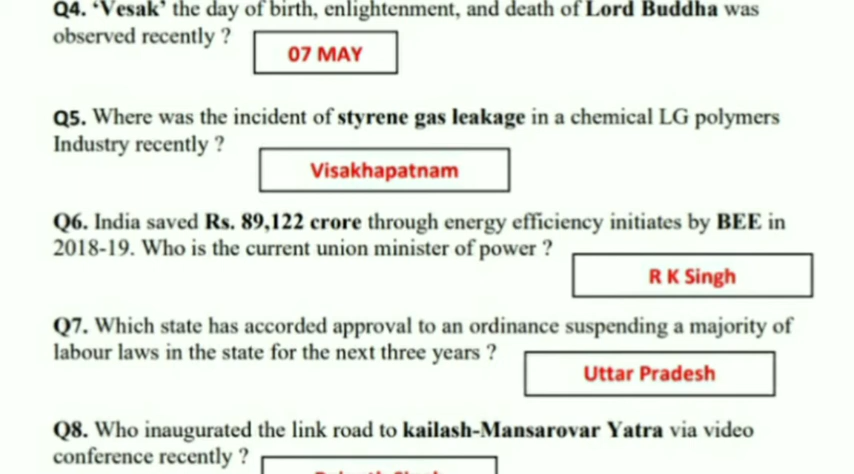 Q4. ‘Vesak’ the day of birth, enlightenment, and death of Lord Buddha was
observed recently ?
07 MAY
Q5. Where was the incident of styrene gas leakage in a chemical LG polymers
Industry recently ?
Visakhapatnam
Q6. India saved Rs. 89,122 crore through energy efficiency initiates by BEE in
2018-19. Who is the current union minister of power ?
R K Singh
Q7. Which state has accorded approval to an ordinance suspending a majority of
labour laws in the state for the next three years ?
Uttar Pradesh
Q8. Who inaugurated the link road to kailash-Mansarovar Yatra via video
conference recently ?